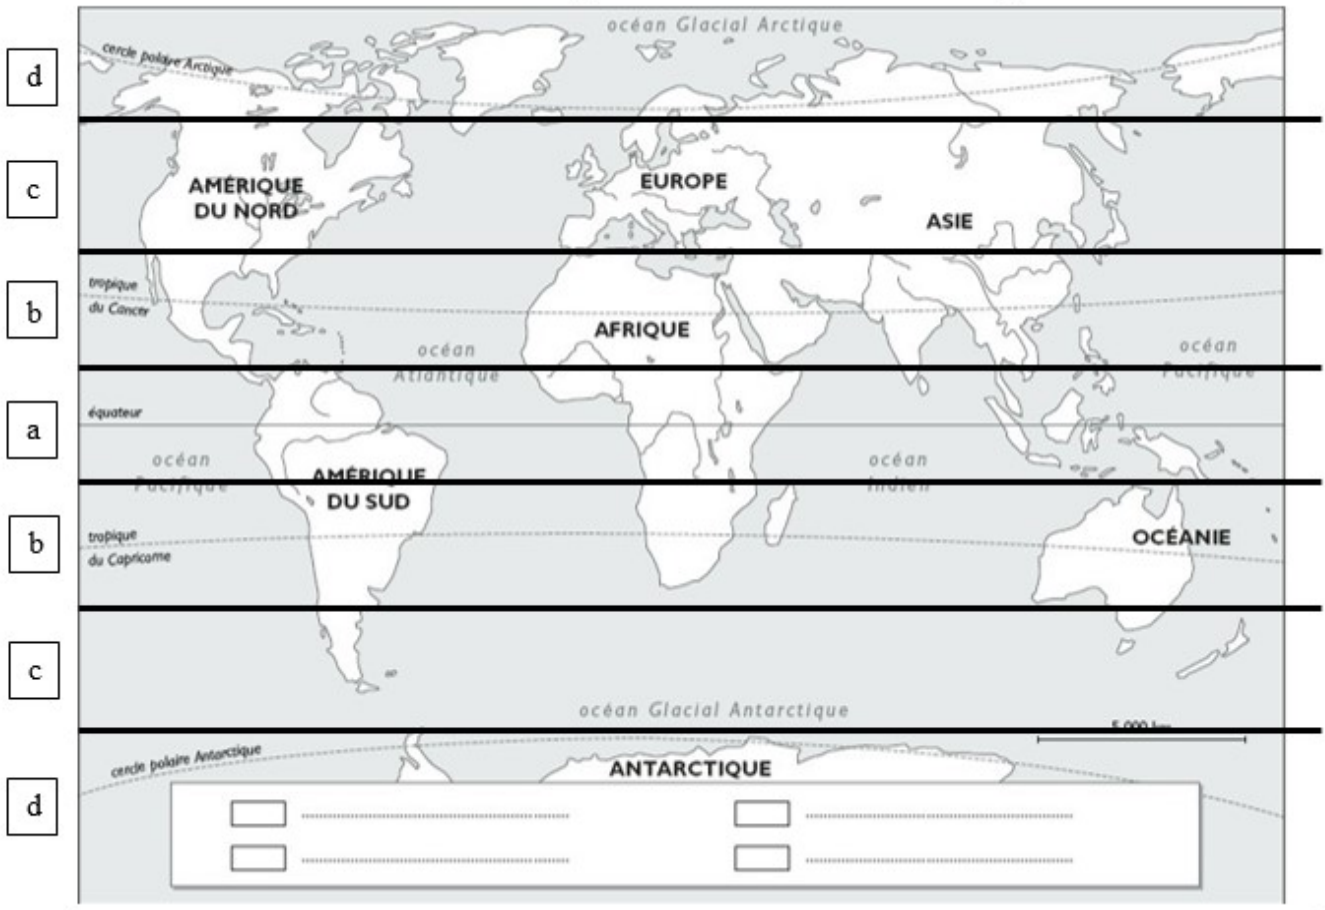 océan Glacial Arctique
cercle polaire Arctique
d
c
AMÉRIQUE
DU NORD
EUROPE
ASIE
b
tropique
du Cancer
AFRIQUE
océan
Atlantique
océan
Pacifique
a
équateur
océan
Pacifique
océan
Indien
AMÉRIQUE
DU SUD
b
tropique
du Capricorne
OCÉANIE
c
océan Glacial Antarctique
5 000 km
cercle polaire Antarctique
ANTARCTIQUE
d